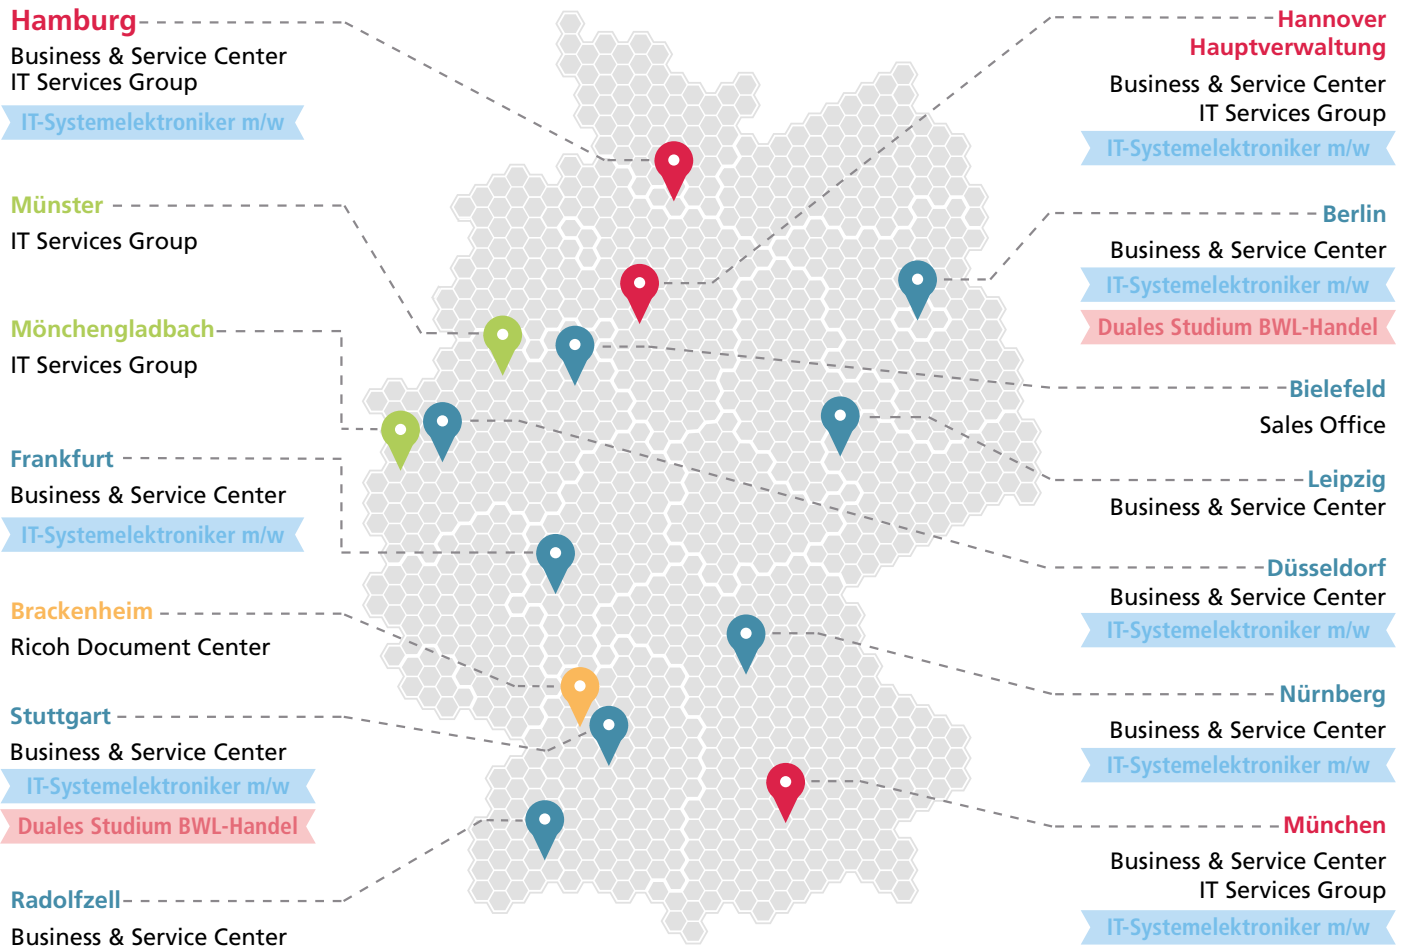 Hamburg
Business & Service Center
IT Services Group
IT-Systemelektroniker m/w
Münster
IT Services Group
Mönchengladbach
IT Services Group
Frankfurt
Business & Service Center
IT-Systemelektroniker m/w
Brackenheim
Ricoh Document Center
Stuttgart
Business & Service Center
IT-Systemelektroniker m/w
Duales Studium BWL-Handel
Radolfzell
Business & Service Center
Hannover
Hauptverwaltung
Business & Service Center
IT Services Group
IT-Systemelektroniker m/w
Berlin
Business & Service Center
IT-Systemelektroniker m/w
Duales Studium BWL-Handel
Bielefeld
Sales Office
Leipzig
Business & Service Center
Düsseldorf
Business & Service Center
IT-Systemelektroniker m/w
Nürnberg
Business & Service Center
IT-Systemelektroniker m/w
München
Business & Service Center
IT Services Group
IT-Systemelektroniker m/w